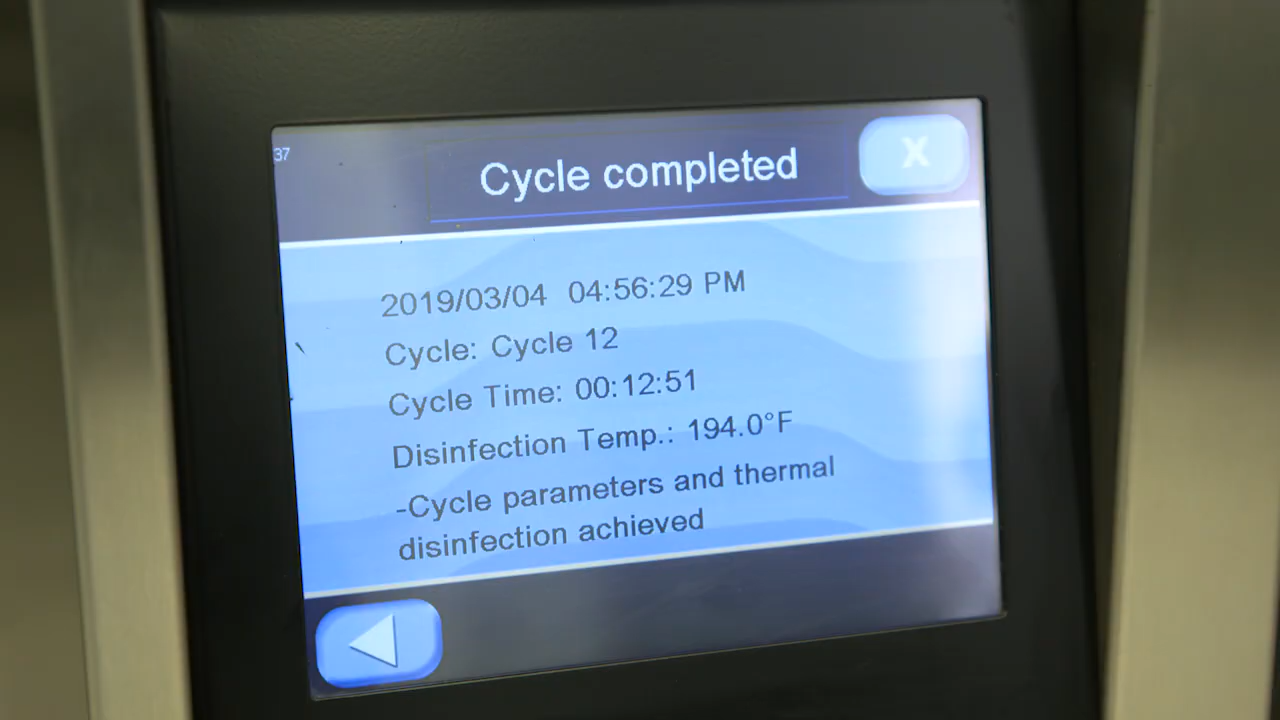 37
Cycle completed
X
2019/03/04 04:56:29 PM
Cycle: Cycle 12
Cycle Time: 00:12:51
Disinfection Temp.: 194.0°F
-Cycle parameters and thermal
disinfection achieved